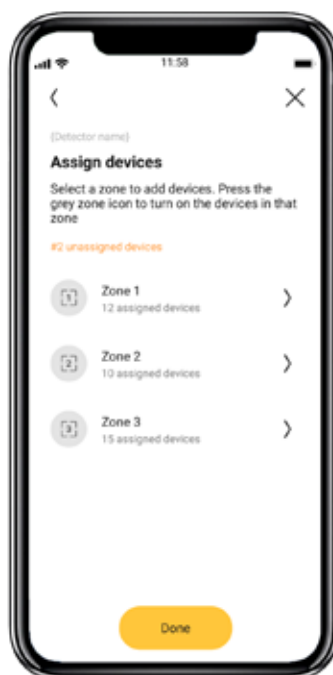 11:58
{Detector name}
Assign devices
Select a zone to add devices. Press the
grey zone icon to turn on the devices in that
zone
#2 unassigned devices
1
Zone 1
12 assigned devices
2
Zone 2
10 assigned devices
3
Zone 3
15 assigned devices
Done